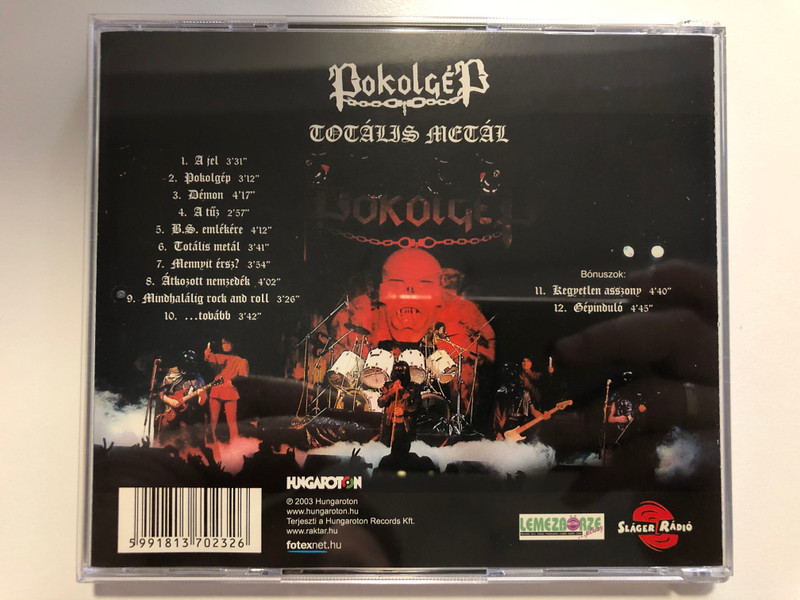 Pokolgép
TOTÁLIS METÁL
1. A jel 3'31"
2. Pokolgép 3'12"
3. Démon 4'17"
4. A tűz 2'57"
5. B.S. emlékére 4'12"
6. Totális metál 3'41"
7. Mennyit érsz? 3'54"
8. Átkozott nemzedék 4'02"
9. Mindhalálig rock and roll 3'26"
10. ...tovább 3'42"
Pokolgép
Bónuszok:
11. Kegyetlen asszony 4'40"
12. Gépinduló 4'45"
HUNGAROTON
℗ 2003 Hungaroton
www.hungaroton.hu
Terjeszti a Hungaroton Records Kft.
www.raktar.hu
fotexnet.hu
5 991813 702326
LEMEZBÖRZE
SLÁGER RÁDIÓ